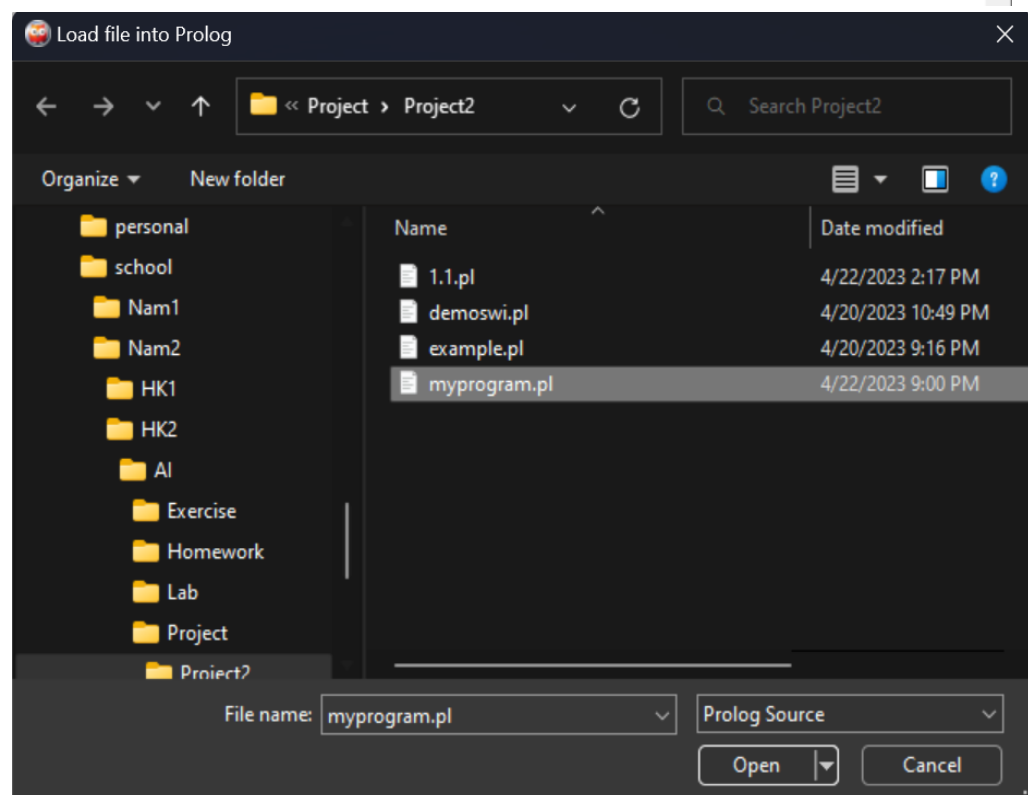 Load file into Prolog
« Project > Project2
Search Project2
Organize
New folder
personal
school
Nam1
Nam2
HK1
HK2
AI
Exercise
Homework
Lab
Project
Project2
Name
Date modified
1.1.pl 4/22/2023 2:17 PM
demoswi.pl 4/20/2023 10:49 PM
example.pl 4/20/2023 9:16 PM
myprogram.pl 4/22/2023 9:00 PM
File name: myprogram.pl
Prolog Source
Open
Cancel